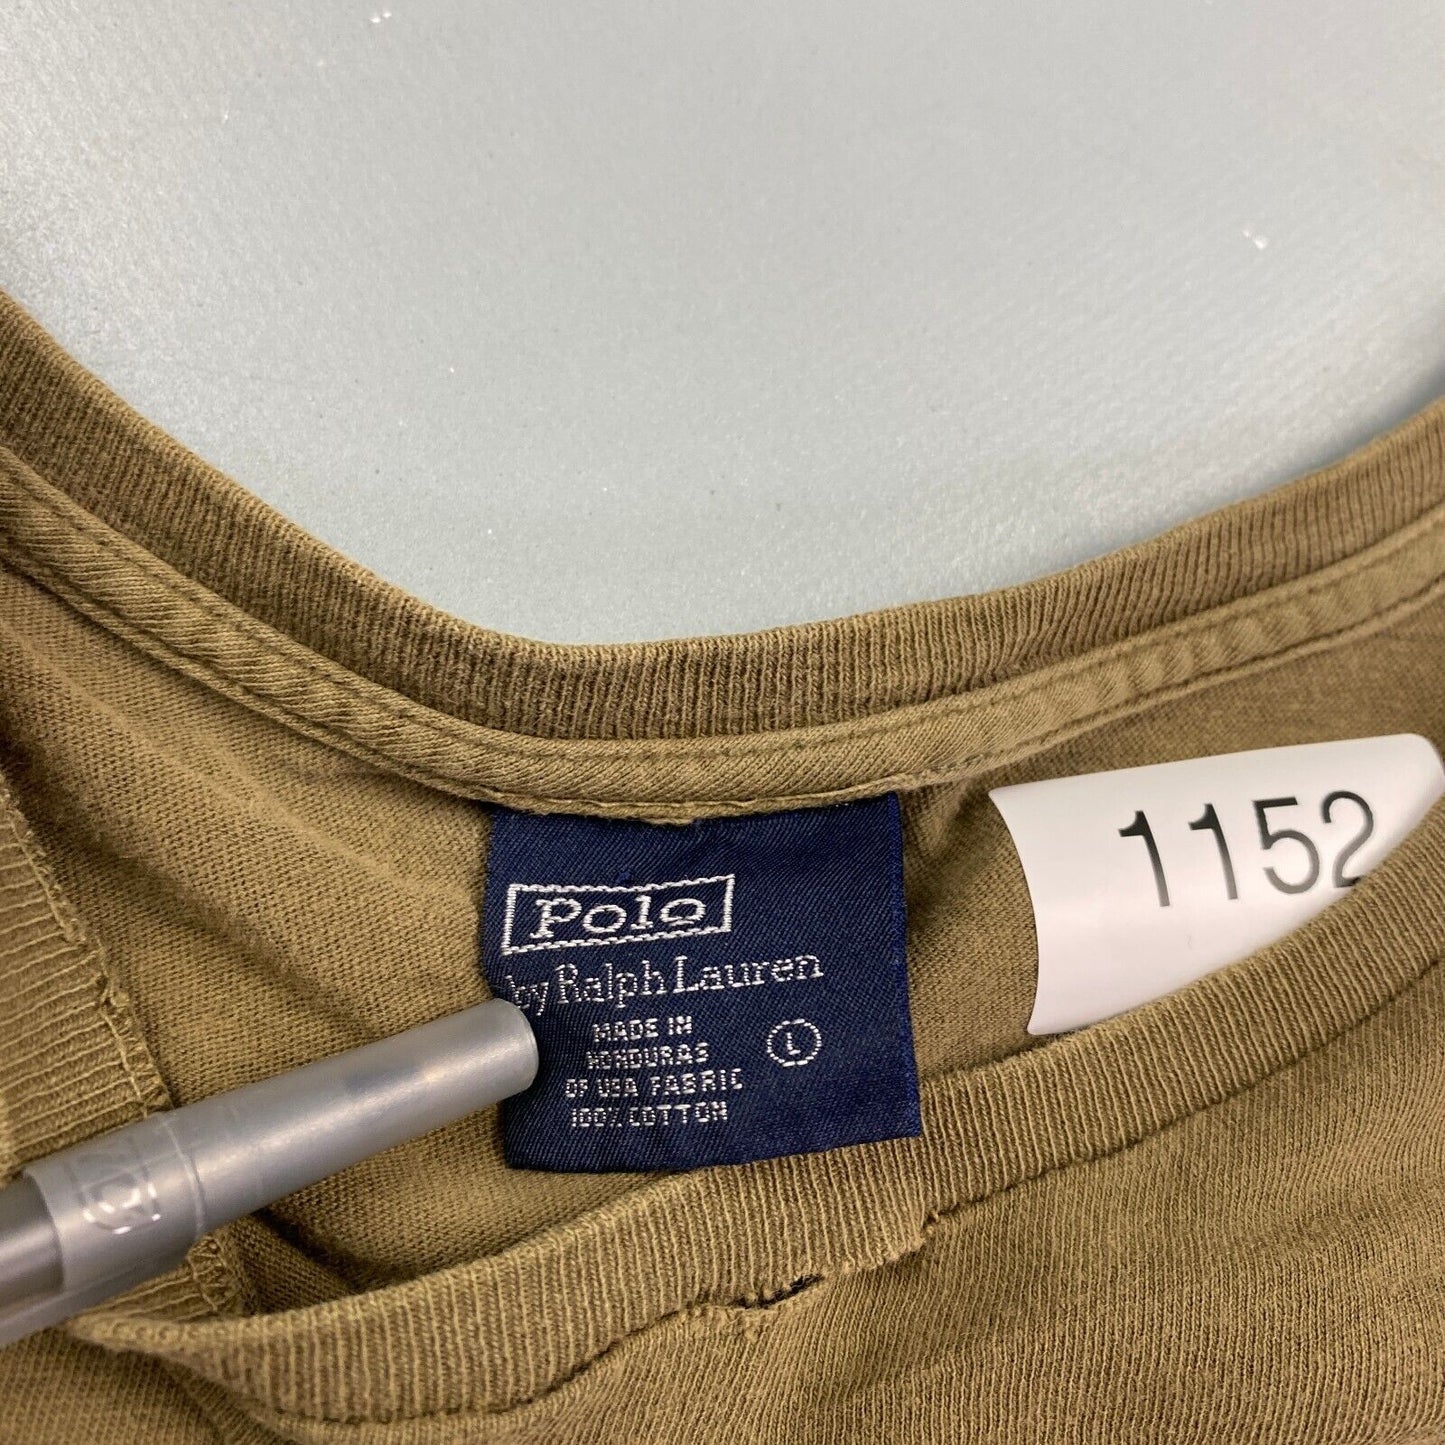 Polo
by Ralph Lauren
MADE IN
HONDURAS
OF USA FABRIC
100% COTTON
L
1152